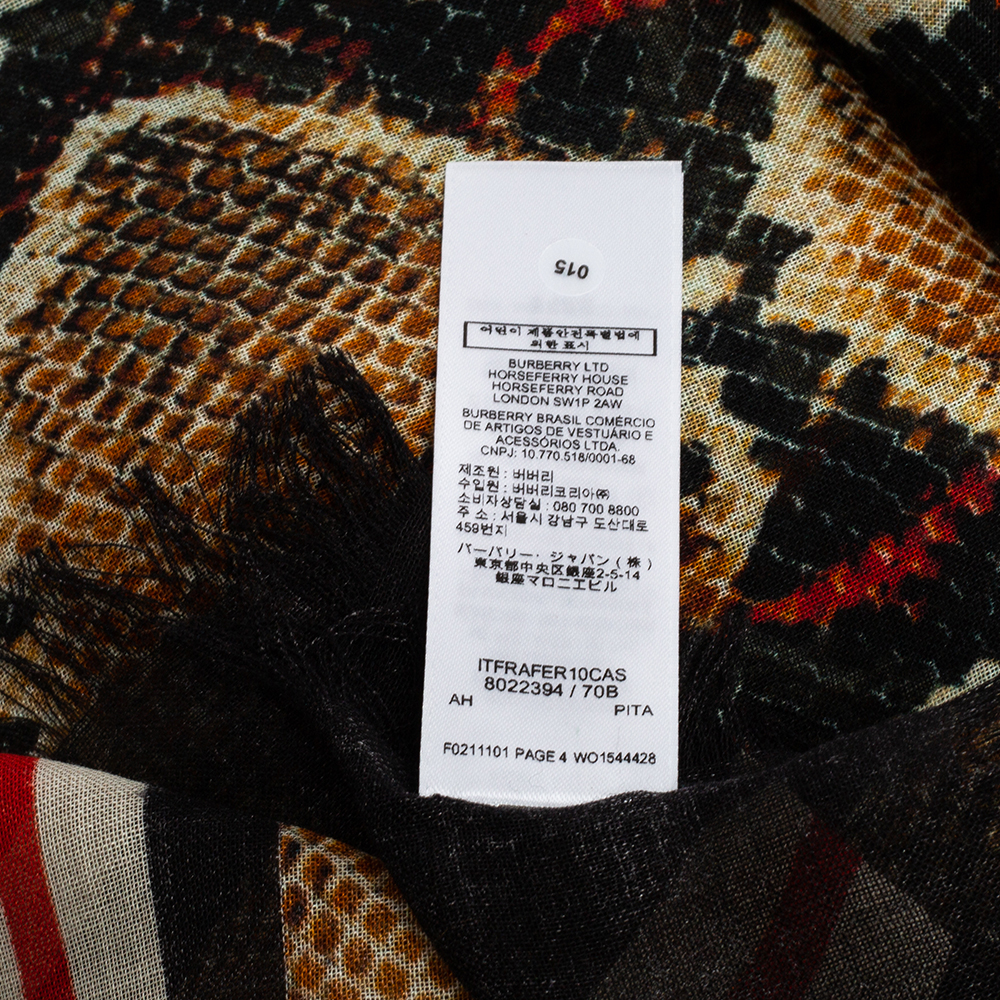 015
어린이 제품안전특별법에
의한 표시
BURBERRY LTD
HORSEFERRY HOUSE
HORSEFERRY ROAD
LONDON SW1P 2AW
BURBERRY BRASIL COMÉRCIO
DE ARTIGOS DE VESTUÁRIO E
ACESSÓRIOS LTDA.
CNPJ: 10.770.518/0001-68
제조원 : 버버리
수입원 : 버버리코리아㈜
소비자상담실 : 080 700 8800
주 소 : 서울시 강남구 도산대로
459번지
バーバリー・ジャパン(株)
東京都中央区銀座2-5-14
銀座マロニエビル
ITFRAFER10CAS
8022394 / 70B
AH
PITA
F0211101 PAGE 4 WO1544428